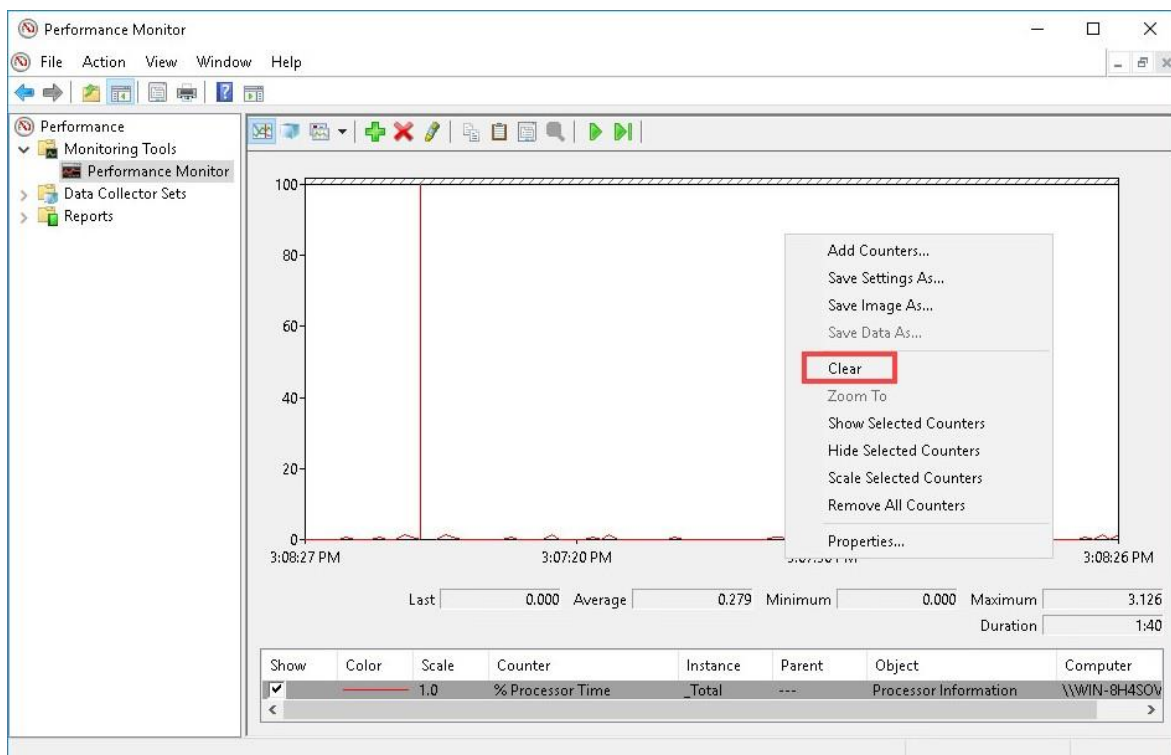 Performance Monitor
File Action View Window Help
Performance
Monitoring Tools
Performance Monitor
Data Collector Sets
Reports
100
80
60
40
20
0
3:08:27 PM 3:07:20 PM 3:08:26 PM
Add Counters...
Save Settings As...
Save Image As...
Save Data As...
Clear
Zoom To
Show Selected Counters
Hide Selected Counters
Scale Selected Counters
Remove All Counters
Properties...
Last 0.000 Average 0.279 Minimum 0.000 Maximum 3.126
Duration 1:40
Show Color Scale Counter Instance Parent Object Computer
1.0 % Processor Time _Total --- Processor Information \\WIN-8H4SOV